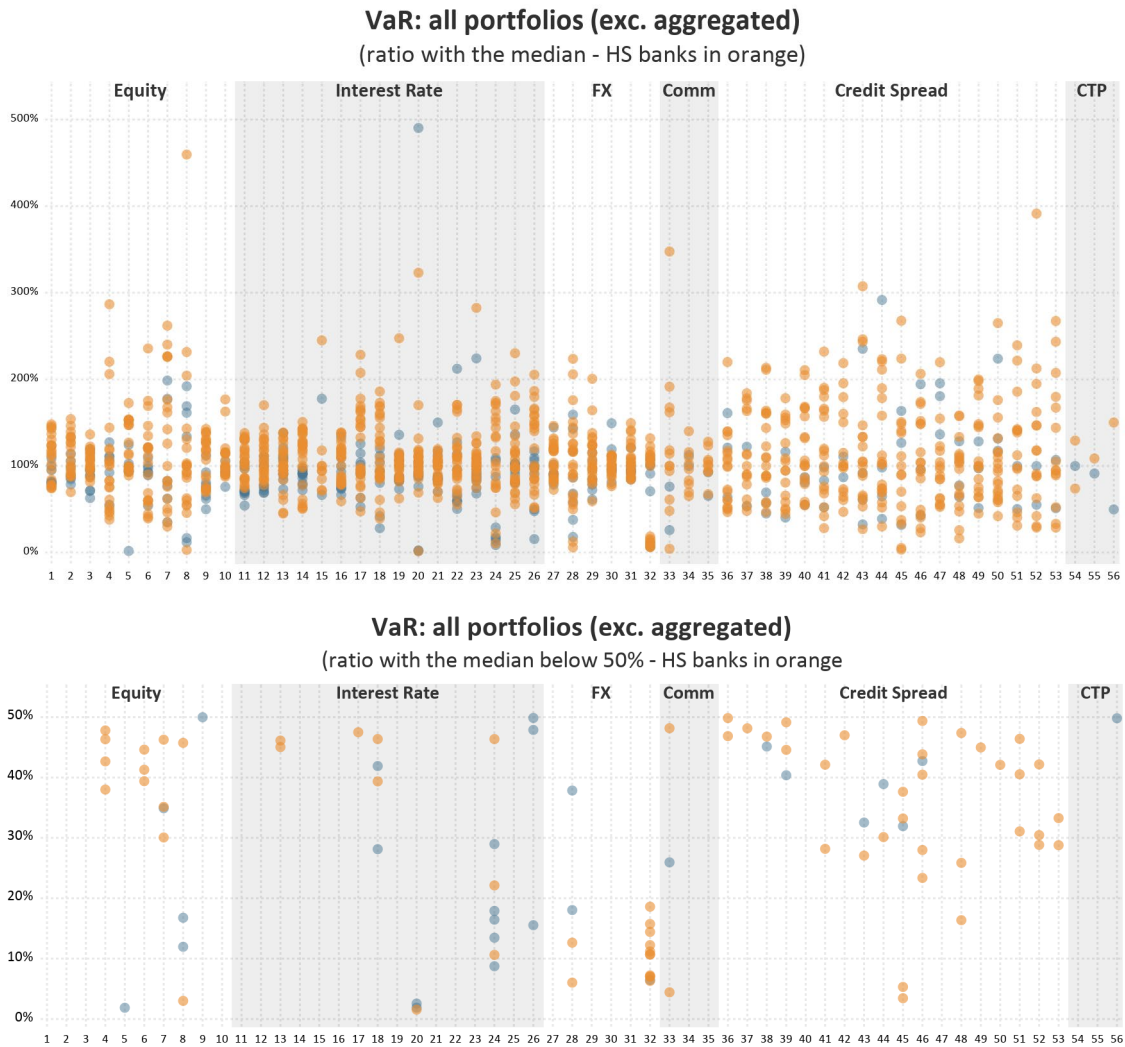 VaR: all portfolios (exc. aggregated)
(ratio with the median - HS banks in orange)
Equity Interest Rate FX Comm Credit Spread CTP
500%
400%
300%
200%
100%
0%
1 2 3 4 5 6 7 8 9 10 11 12 13 14 15 16 17 18 19 20 21 22 23 24 25 26 27 28 29 30 31 32 33 34 35 36 37 38 39 40 41 42 43 44 45 46 47 48 49 50 51 52 53 54 55 56
VaR: all portfolios (exc. aggregated)
(ratio with the median below 50% - HS banks in orange
Equity Interest Rate FX Comm Credit Spread CTP
50%
40%
30%
20%
10%
0%
1 2 3 4 5 6 7 8 9 10 11 12 13 14 15 16 17 18 19 20 21 22 23 24 25 26 27 28 29 30 31 32 33 34 35 36 37 38 39 40 41 42 43 44 45 46 47 48 49 50 51 52 53 54 55 56